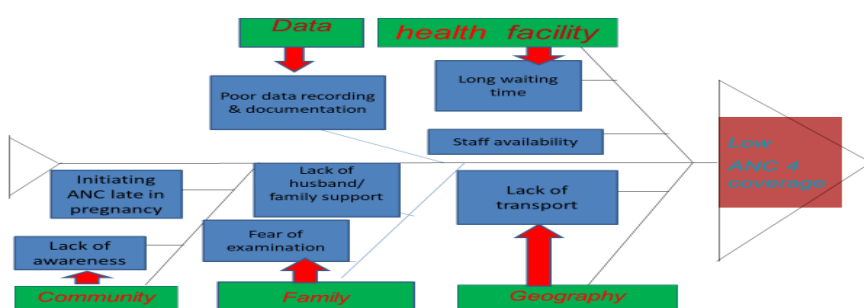 Data
health facility
Poor data recording
& documentation
Long waiting
time
Staff availability
Low
ANC 4
coverage
Initiating
ANC late in
pregnancy
Lack of
husband/
family support
Lack of
transport
Lack of
awareness
Fear of
examination
Community
Family
Geography